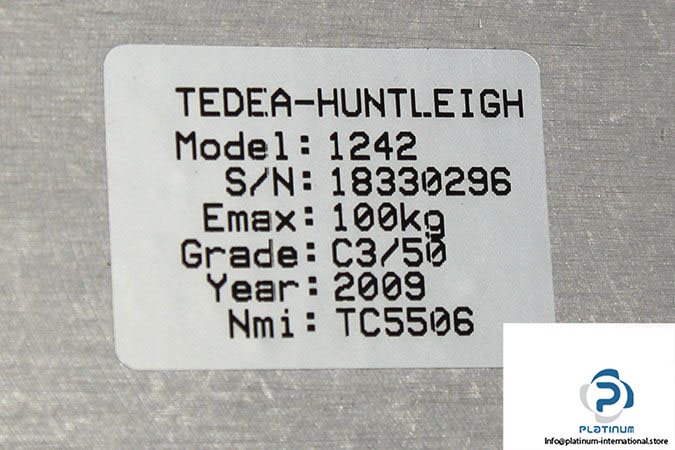 TEDEA-HUNTLEIGH
Model: 1242
S/N: 18330296
Emax: 100kg
Grade: C3/50
Year: 2009
Nmi: TC5506
PLATINUM
Info@platinum-international.store